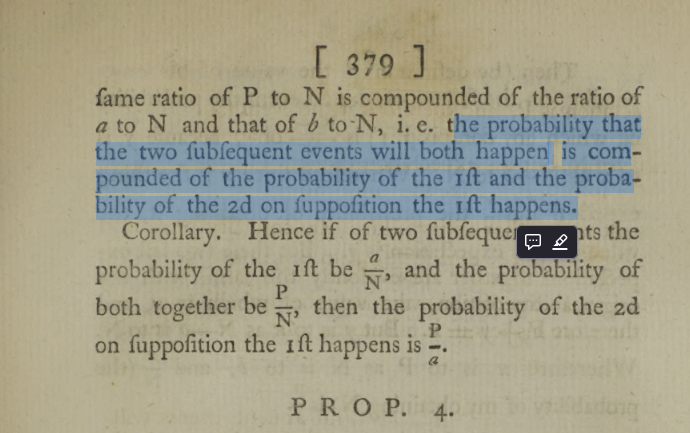 [ 379 ]
ſame ratio of P to N is compounded of the ratio of
a to N and that of b to N, i. e. the probability that
the two ſubſequent events will both happen is com-
pounded of the probability of the 1ſt and the proba-
bility of the 2d on ſuppoſition the 1ſt happens.
Corollary. Hence if of two ſubſequen nts the
probability of the 1ſt be a/N, and the probability of
both together be P/N, then the probability of the 2d
on ſuppoſition the 1ſt happens is P/a.
PROP. 4.